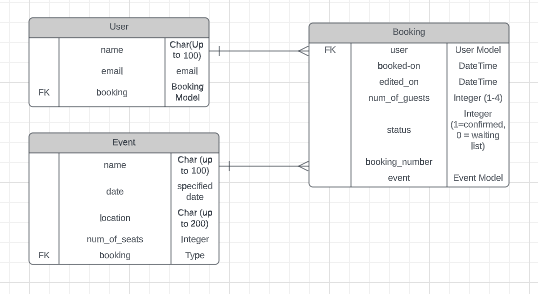 User
name Char(Up
to 100)
email email
FK booking Booking
Model
Event
name Char (up
to 100)
date specified
date
location Char (up
to 200)
num_of_seats Integer
FK booking Type
Booking
FK user User Model
booked-on DateTime
edited_on DateTime
num_of_guests Integer (1-4)
status Integer
(1=confirmed,
0 = waiting
list)
booking_number
event Event Model